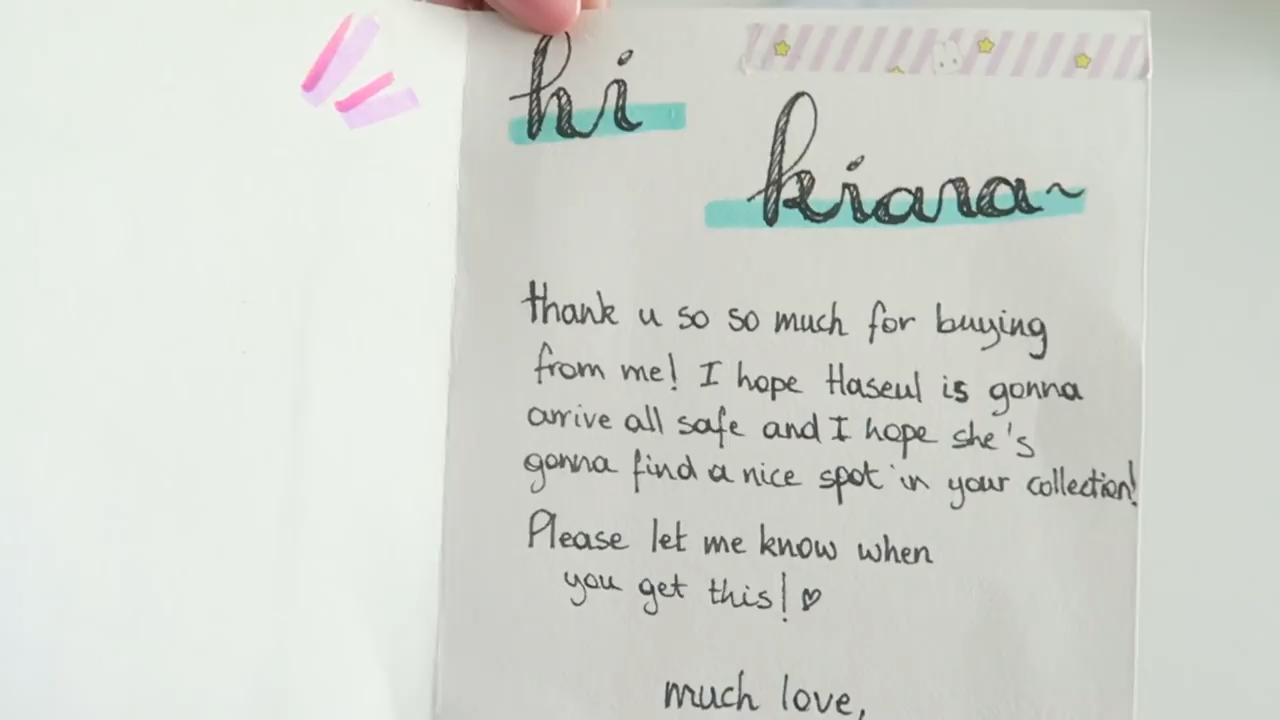 hi
kiara~
thank u so so much for buying
from me! I hope Haseul is gonna
arrive all safe and I hope she's
gonna find a nice spot in your collection!
Please let me know when
you get this! ♡
much love,